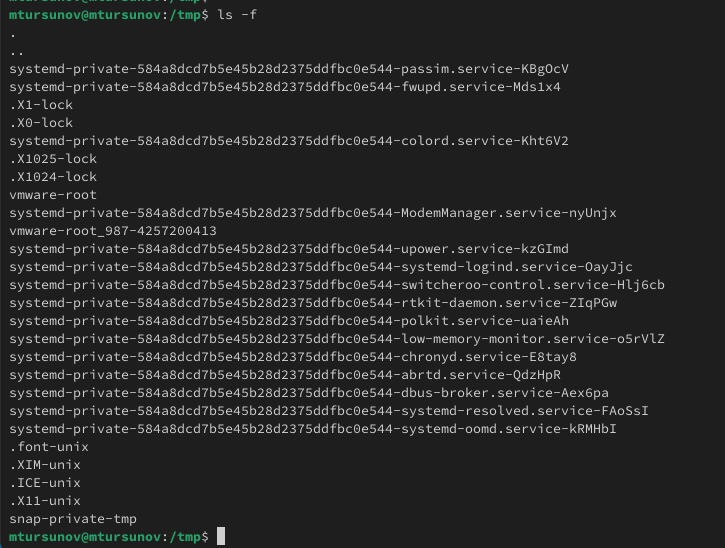 mtursunov@mtursunov:/tmp$ ls -f
.
..
systemd-private-584a8dcd7b5e45b28d2375ddfbc0e544-passim.service-KBgOcV
systemd-private-584a8dcd7b5e45b28d2375ddfbc0e544-fwupd.service-Mds1x4
.X1-lock
.X0-lock
systemd-private-584a8dcd7b5e45b28d2375ddfbc0e544-colord.service-Kht6V2
.X1025-lock
.X1024-lock
vmware-root
systemd-private-584a8dcd7b5e45b28d2375ddfbc0e544-ModemManager.service-nyUnjx
vmware-root_987-4257200413
systemd-private-584a8dcd7b5e45b28d2375ddfbc0e544-upower.service-kzGImd
systemd-private-584a8dcd7b5e45b28d2375ddfbc0e544-systemd-logind.service-OayJjc
systemd-private-584a8dcd7b5e45b28d2375ddfbc0e544-switcheroo-control.service-Hlj6cb
systemd-private-584a8dcd7b5e45b28d2375ddfbc0e544-rtkit-daemon.service-ZIqPGw
systemd-private-584a8dcd7b5e45b28d2375ddfbc0e544-polkit.service-uaieAh
systemd-private-584a8dcd7b5e45b28d2375ddfbc0e544-low-memory-monitor.service-o5rVlZ
systemd-private-584a8dcd7b5e45b28d2375ddfbc0e544-chronyd.service-E8tay8
systemd-private-584a8dcd7b5e45b28d2375ddfbc0e544-abrtd.service-QdzHpR
systemd-private-584a8dcd7b5e45b28d2375ddfbc0e544-dbus-broker.service-Aex6pa
systemd-private-584a8dcd7b5e45b28d2375ddfbc0e544-systemd-resolved.service-FAoSsI
systemd-private-584a8dcd7b5e45b28d2375ddfbc0e544-systemd-oomd.service-kRMHbI
.font-unix
.XIM-unix
.ICE-unix
.X11-unix
snap-private-tmp
mtursunov@mtursunov:/tmp$